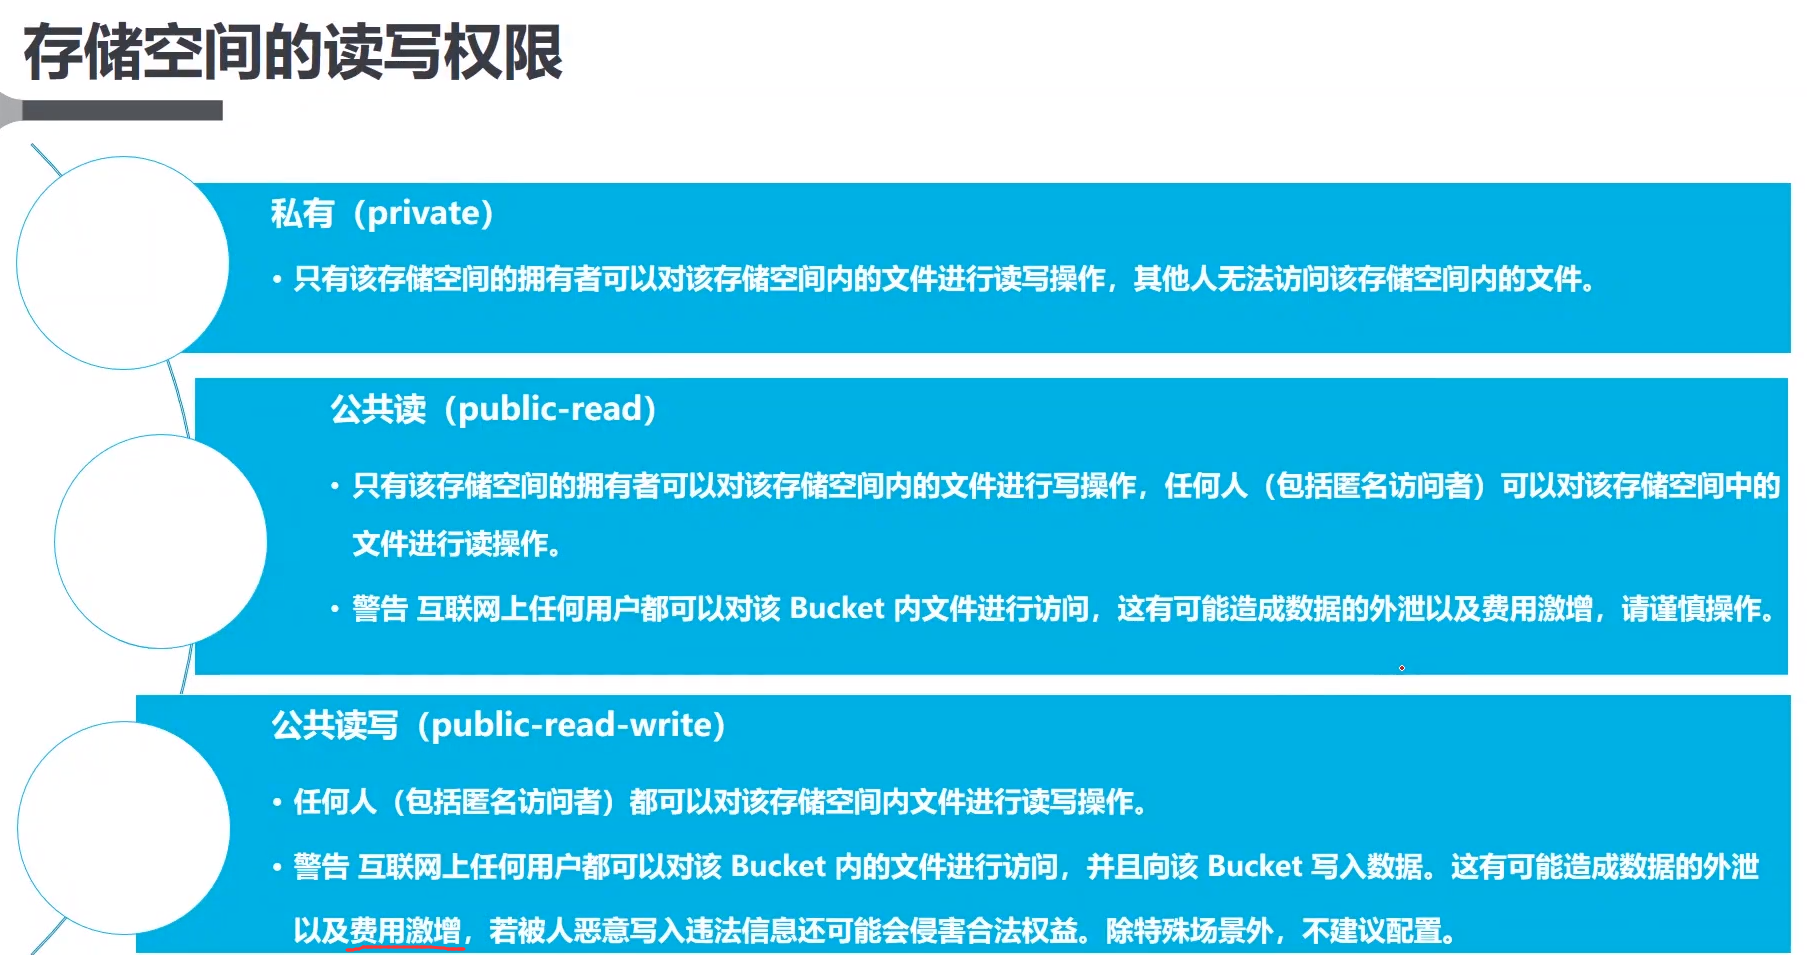 存储空间的读写权限
私有（private）
• 只有该存储空间的拥有者可以对该存储空间内的文件进行读写操作，其他人无法访问该存储空间内的文件。
公共读（public-read）
• 只有该存储空间的拥有者可以对该存储空间内的文件进行写操作，任何人（包括匿名访问者）可以对该存储空间中的
文件进行读操作。
• 警告 互联网上任何用户都可以对该 Bucket 内文件进行访问，这有可能造成数据的外泄以及费用激增，请谨慎操作。
公共读写（public-read-write）
• 任何人（包括匿名访问者）都可以对该存储空间内文件进行读写操作。
• 警告 互联网上任何用户都可以对该 Bucket 内的文件进行访问，并且向该 Bucket 写入数据。这有可能造成数据的外泄
以及费用激增，若被人恶意写入违法信息还可能会侵害合法权益。除特殊场景外，不建议配置。